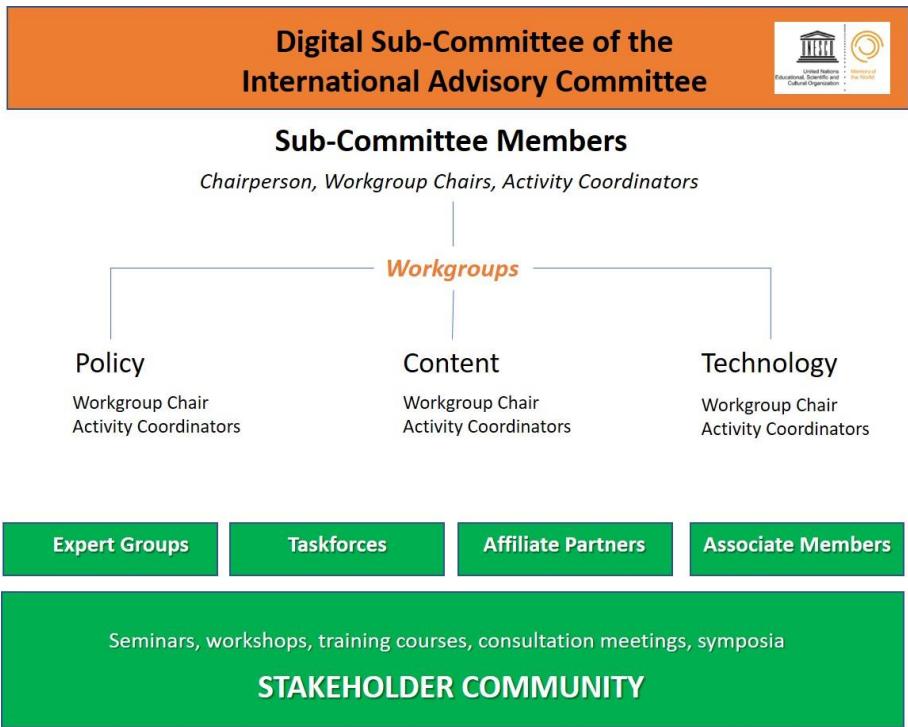 Digital Sub-Committee of the
International Advisory Committee
UNESCO
United Nations
Educational, Scientific and
Cultural Organization
Memory of
the World
Sub-Committee Members
Chairperson, Workgroup Chairs, Activity Coordinators
Workgroups
Policy
Workgroup Chair
Activity Coordinators
Content
Workgroup Chair
Activity Coordinators
Technology
Workgroup Chair
Activity Coordinators
Expert Groups
Taskforces
Affiliate Partners
Associate Members
Seminars, workshops, training courses, consultation meetings, symposia
STAKEHOLDER COMMUNITY